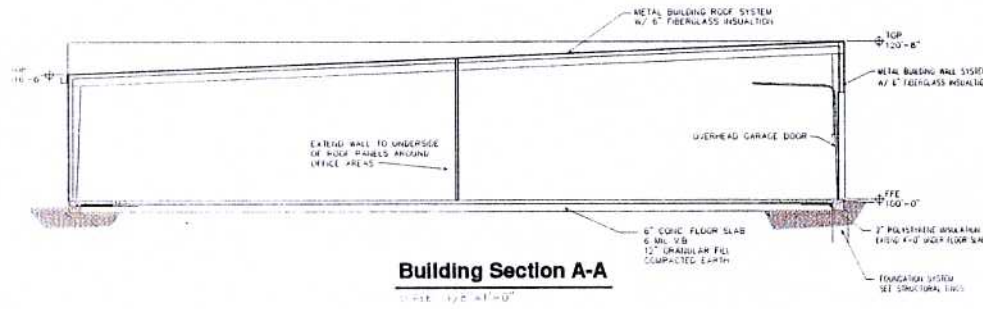 METAL BUILDING ROOF SYSTEM
W/ 6" FIBERGLASS INSUALTION
TOP
120'-8"
METAL BUILDING WALL SYSTEM
W/ 6" FIBERGLASS INSUALTION
EXTEND WALL TO UNDERSIDE
OF ROOF PANELS AROUND
OFFICE AREAS
OVERHEAD GARAGE DOOR
FFE
100'-0"
6" CONC FLOOR SLAB
6 MIL V.B
12" GRANULAR FILL
COMPACTED EARTH
2" POLYSTYRENE INSULATION
EXTEND 4'-0" UNDER FLOOR SLAB
FOUNDATION SYSTEM
SEE STRUCTURAL DWGS
Building Section A-A